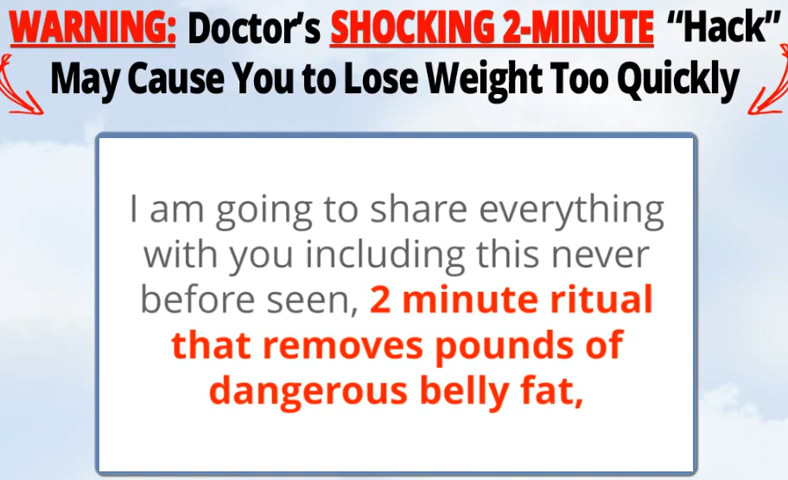 WARNING: Doctor's SHOCKING 2-MINUTE “Hack”
May Cause You to Lose Weight Too Quickly
I am going to share everything
with you including this never
before seen, 2 minute ritual
that removes pounds of
dangerous belly fat,